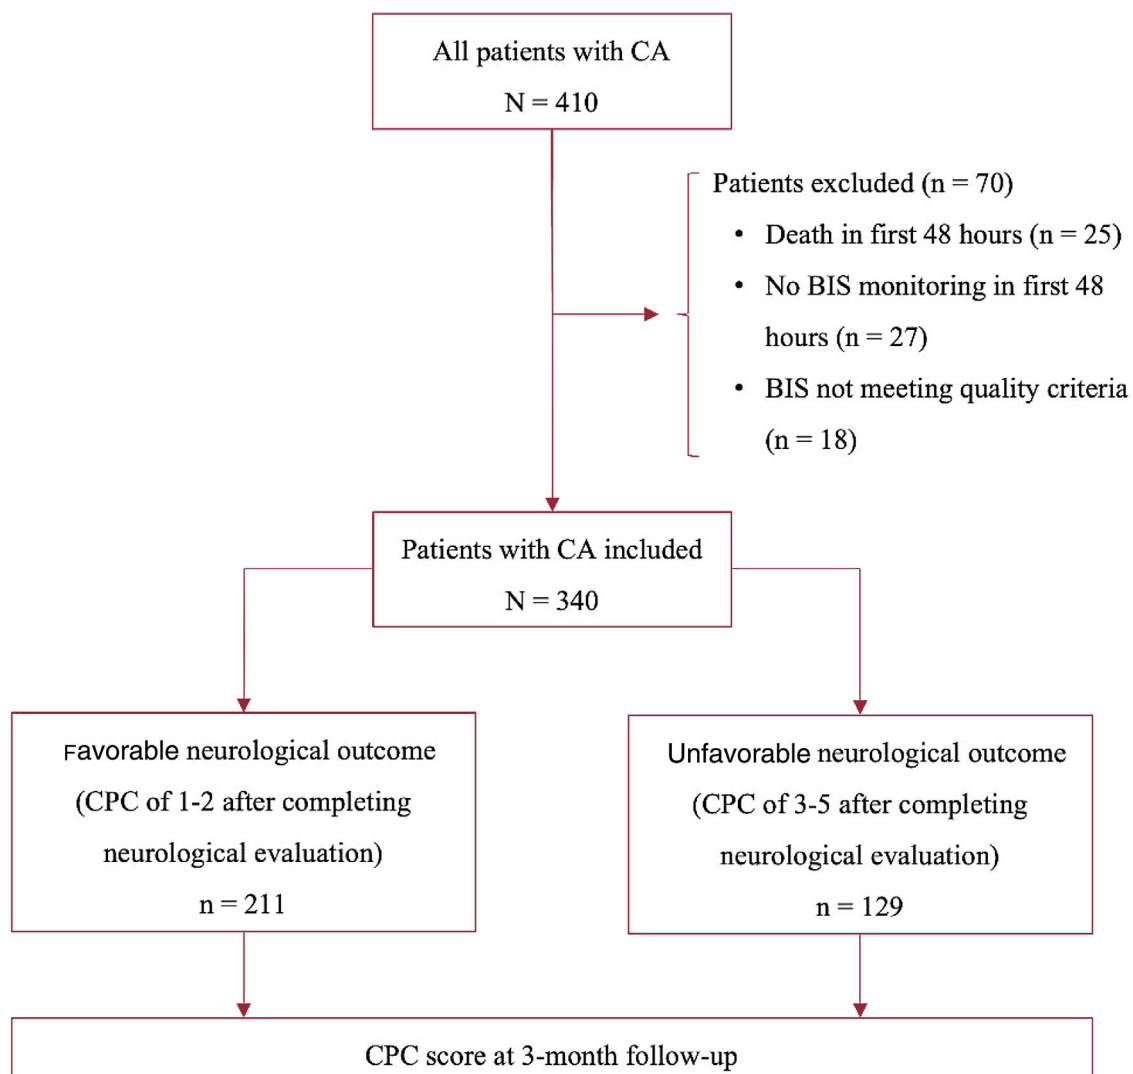 All patients with CA
N = 410
Patients excluded (n = 70)
• Death in first 48 hours (n = 25)
• No BIS monitoring in first 48
hours (n = 27)
• BIS not meeting quality criteria
(n = 18)
Patients with CA included
N = 340
Favorable neurological outcome
(CPC of 1-2 after completing
neurological evaluation)
n = 211
Unfavorable neurological outcome
(CPC of 3-5 after completing
neurological evaluation)
n = 129
CPC score at 3-month follow-up